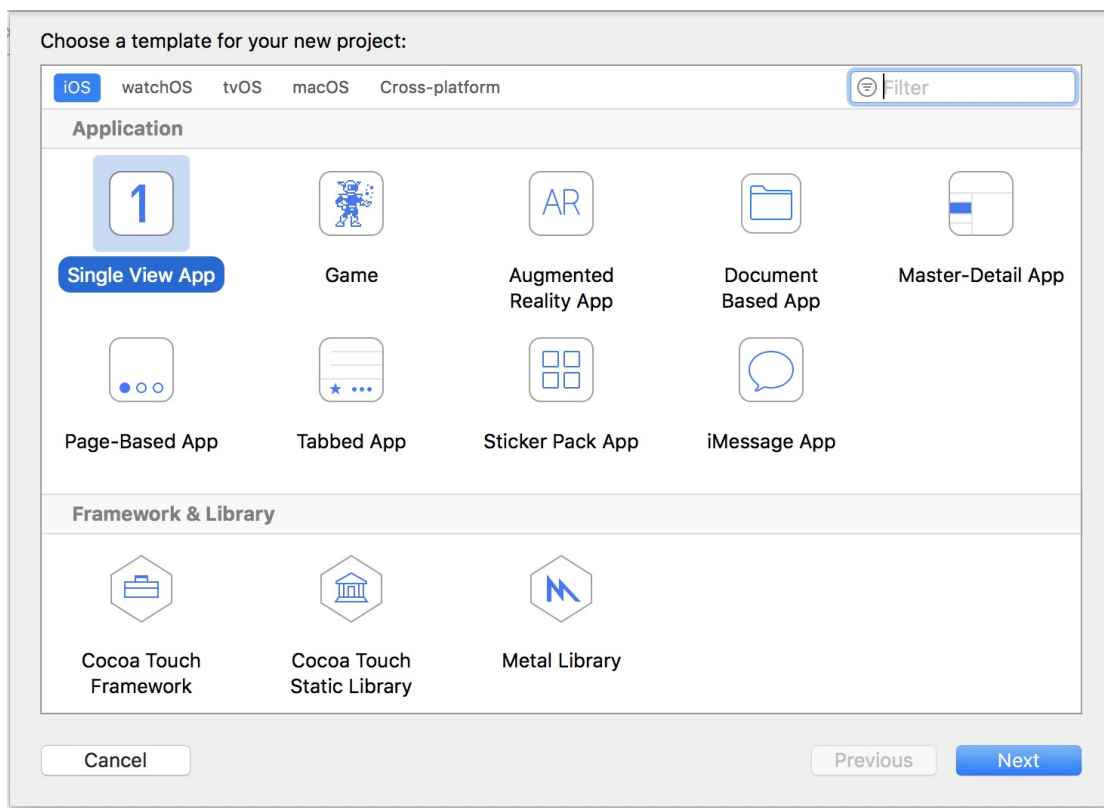 Choose a template for your new project:
iOS watchOS tvOS macOS Cross-platform Filter
Application
1 AR
Single View App Game Augmented Reality App Document Based App Master-Detail App
Page-Based App Tabbed App Sticker Pack App iMessage App
Framework & Library
Cocoa Touch Framework Cocoa Touch Static Library Metal Library
Cancel Previous Next